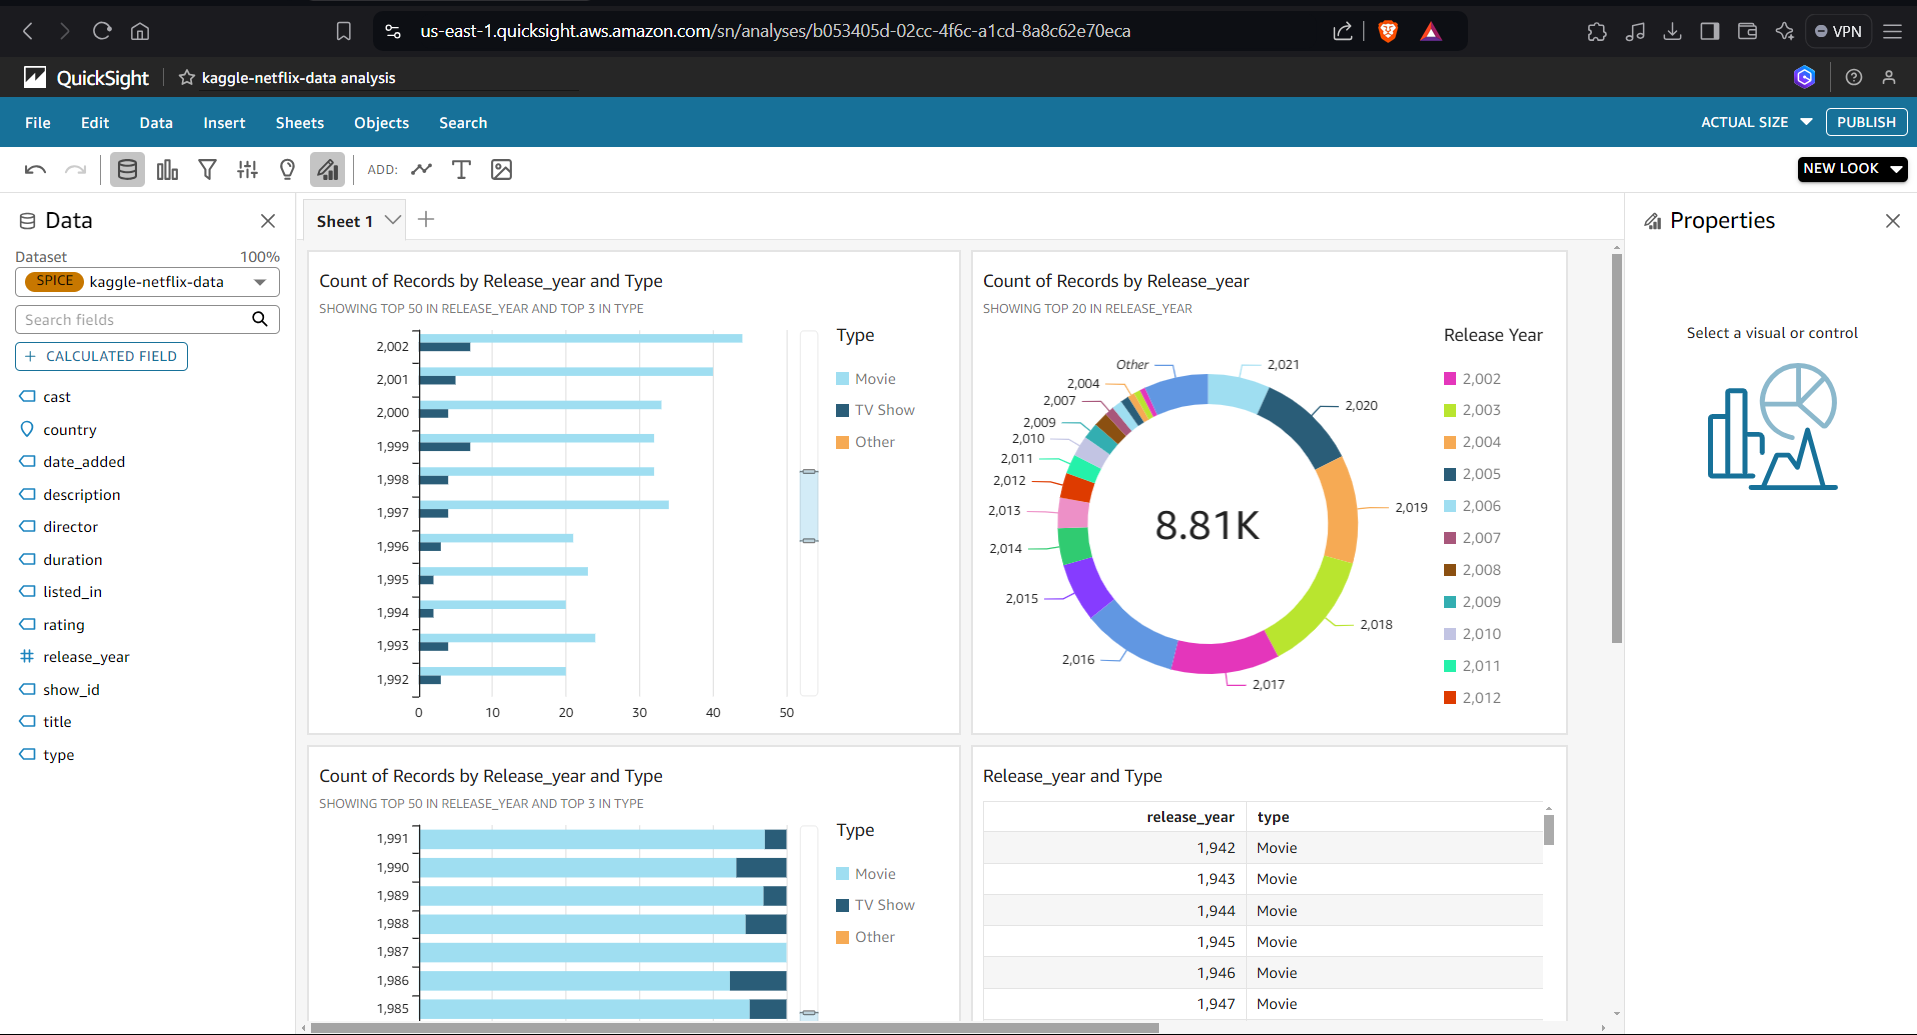 us-east-1.quicksight.aws.amazon.com/sn/analyses/b053405d-02cc-4f6c-a1cd-8a8c62e70eca
VPN
QuickSight
kaggle-netflix-data analysis
File Edit Data Insert Sheets Objects Search
ACTUAL SIZE
PUBLISH
ADD:
NEW LOOK
Data
Dataset 100%
SPICE kaggle-netflix-data
Search fields
+ CALCULATED FIELD
cast
country
date_added
description
director
duration
listed_in
rating
release_year
show_id
title
type
Sheet 1
Count of Records by Release_year and Type
SHOWING TOP 50 IN RELEASE_YEAR AND TOP 3 IN TYPE
2,002
2,001
2,000
1,999
1,998
1,997
1,996
1,995
1,994
1,993
1,992
0 10 20 30 40 50
Type
Movie
TV Show
Other
Count of Records by Release_year
SHOWING TOP 20 IN RELEASE_YEAR
Other
2,004
2,007
2,009
2,010
2,011
2,012
2,013
2,014
2,015
2,016
2,017
2,018
2,019
2,020
2,021
8.81K
Release Year
2,002
2,003
2,004
2,005
2,006
2,007
2,008
2,009
2,010
2,011
2,012
Count of Records by Release_year and Type
SHOWING TOP 50 IN RELEASE_YEAR AND TOP 3 IN TYPE
1,991
1,990
1,989
1,988
1,987
1,986
1,985
Type
Movie
TV Show
Other
Release_year and Type
release_year type
1,942 Movie
1,943 Movie
1,944 Movie
1,945 Movie
1,946 Movie
1,947 Movie
Properties
Select a visual or control